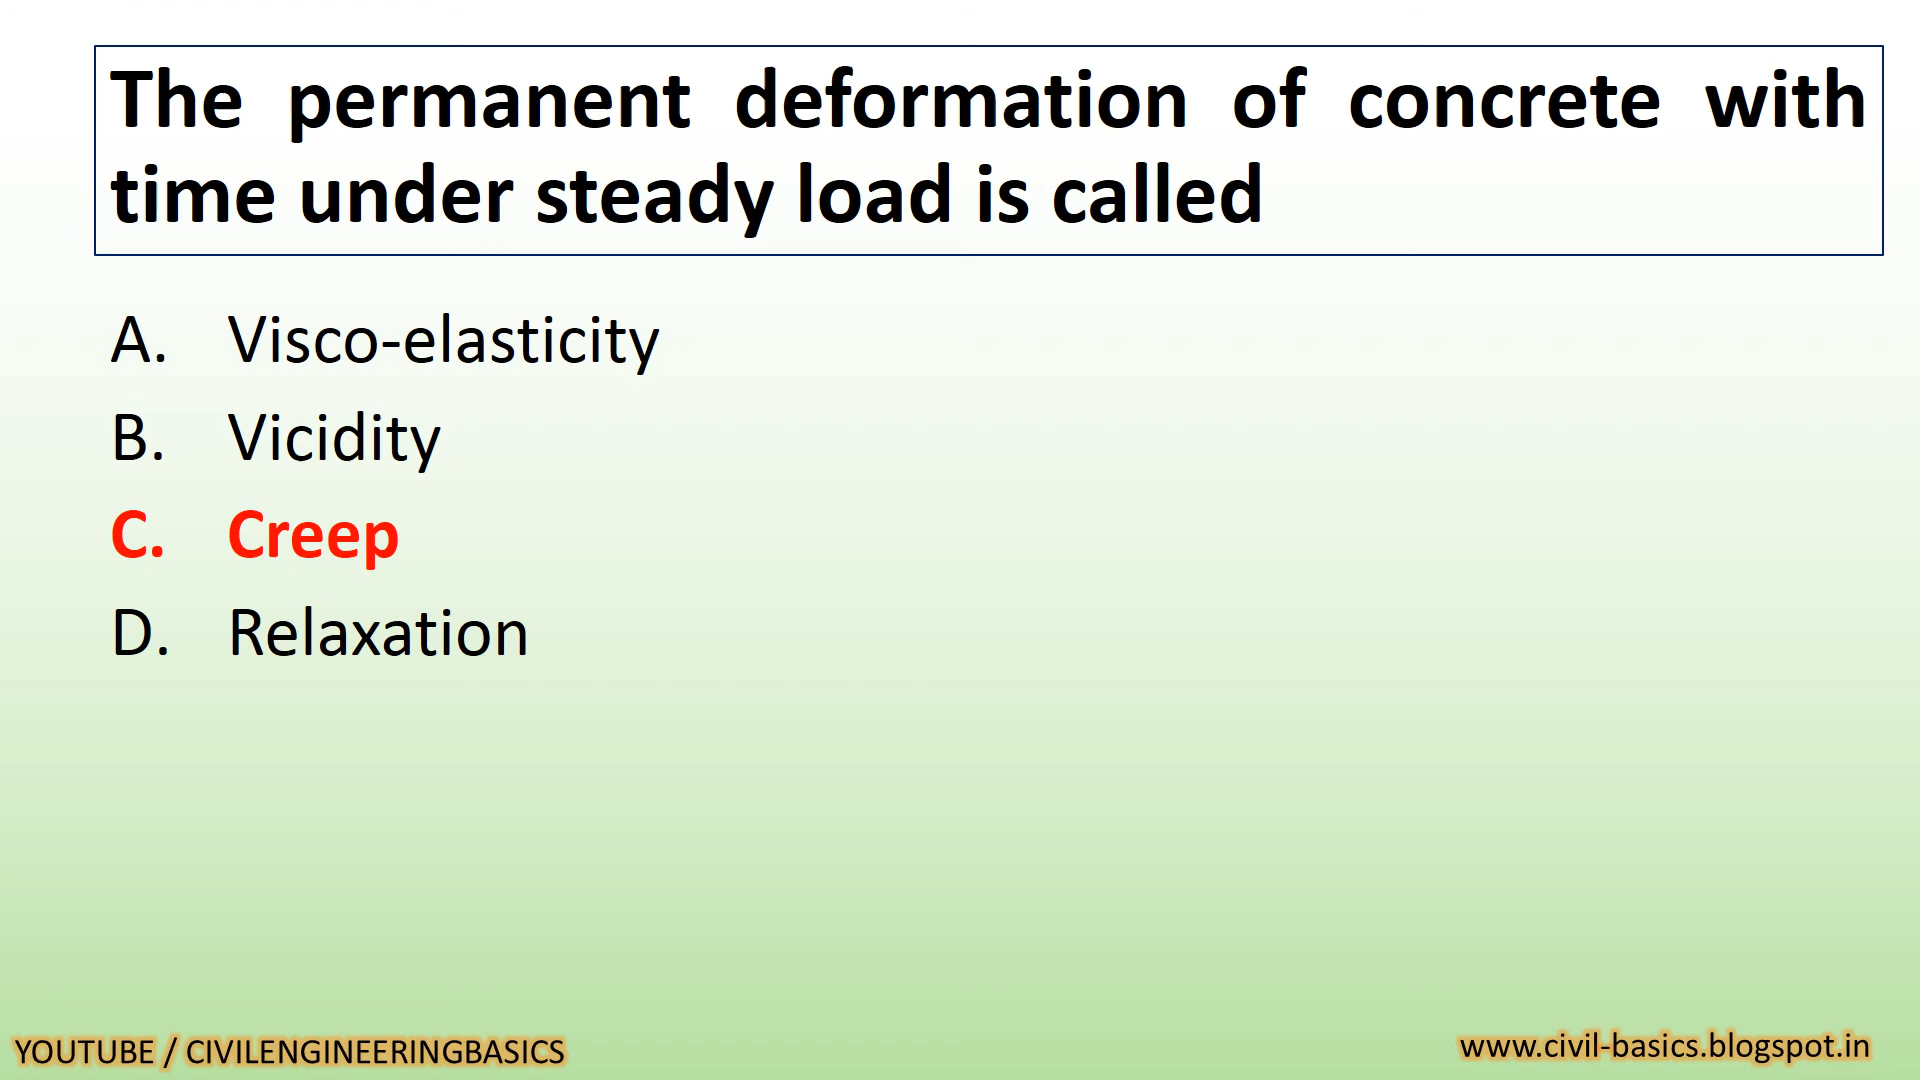 The permanent deformation of concrete with
time under steady load is called
A. Visco-elasticity
B. Vicidity
C. Creep
D. Relaxation
YOUTUBE / CIVILENGINEERINGBASICS
www.civil-basics.blogspot.in